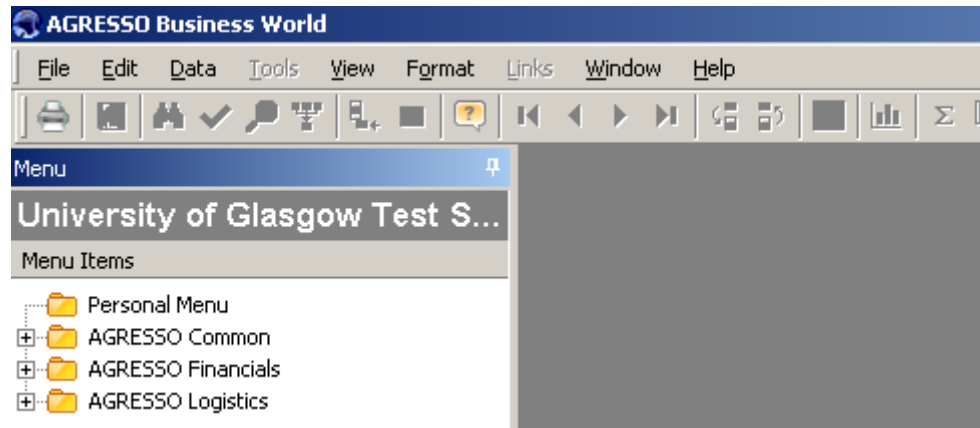 AGRESSO Business World
File Edit Data Tools View Format Links Window Help
Menu
University of Glasgow Test S...
Menu Items
Personal Menu
AGRESSO Common
AGRESSO Financials
AGRESSO Logistics